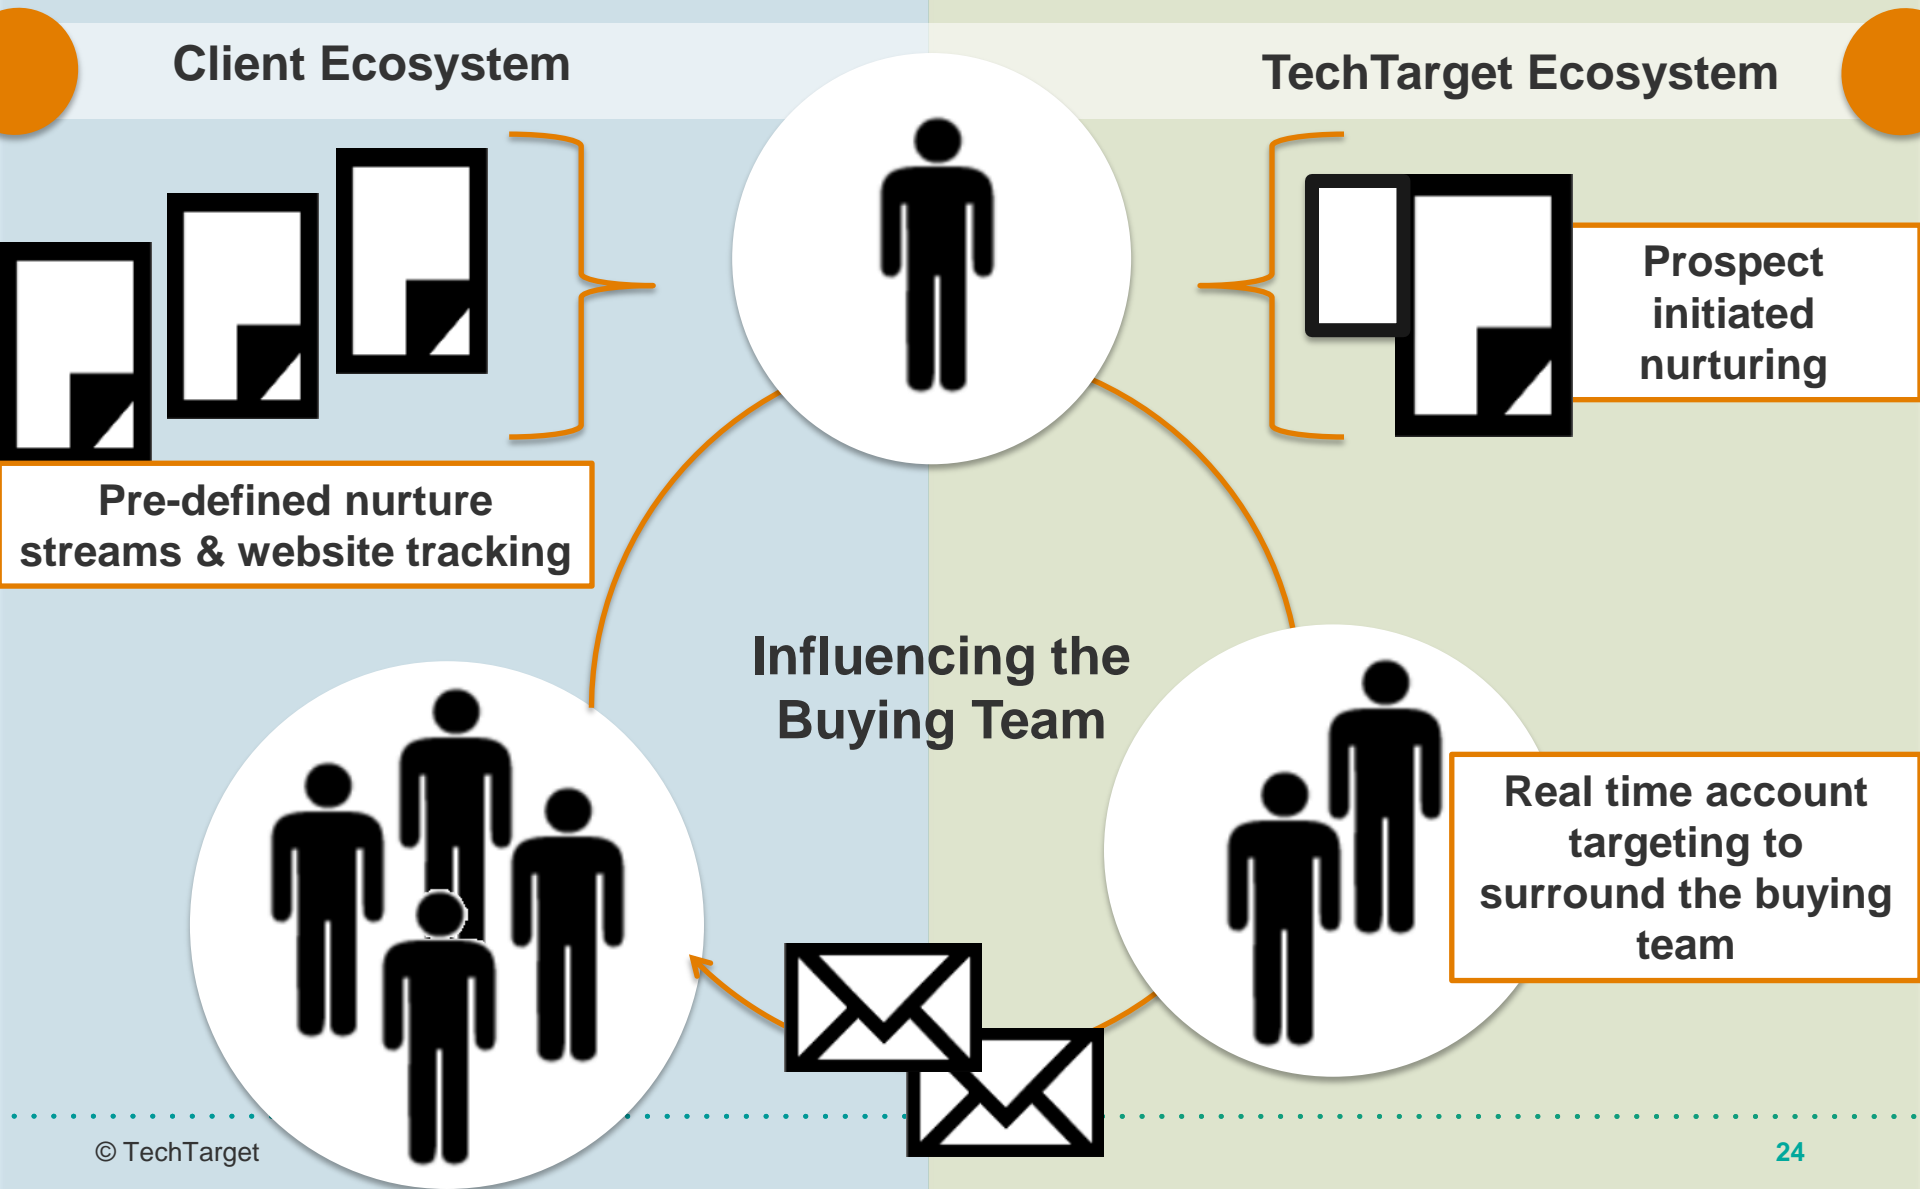 Client Ecosystem
TechTarget Ecosystem
Prospect
initiated
nurturing
Pre-defined nurture
streams & website tracking
Influencing the
Buying Team
Real time account
targeting to
surround the buying
team
© TechTarget
24